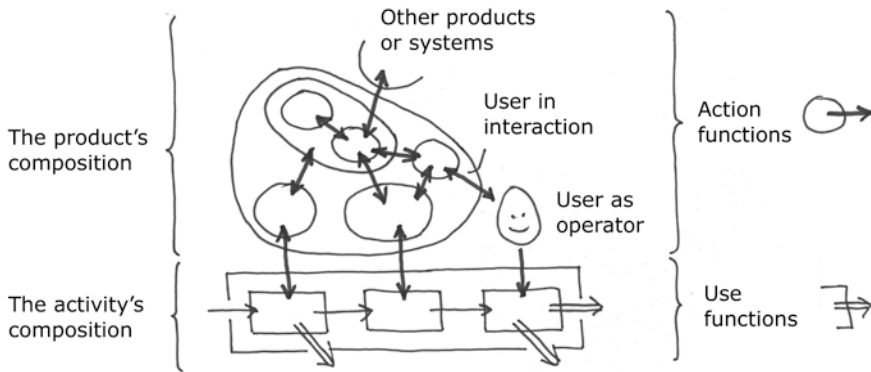 Other products
or systems
User in
interaction
The product's
composition
Action
functions
User as
operator
The activity's
composition
Use
functions